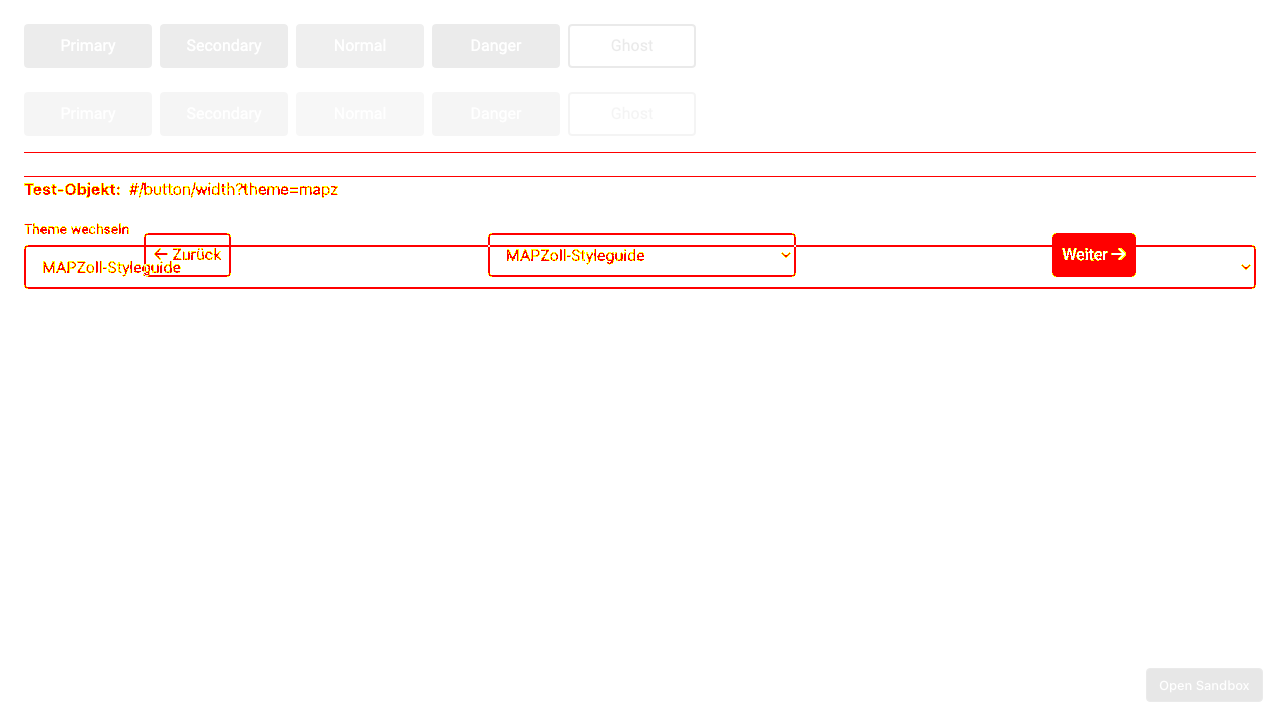 Primary Secondary Normal Danger Ghost
Primary Secondary Normal Danger Ghost
Test-Objekt: #/button/width?theme=mapz
Theme wechseln
← Zurück MAPZoll-Styleguide Weiter →
MAPZoll-Styleguide
Open Sandbox